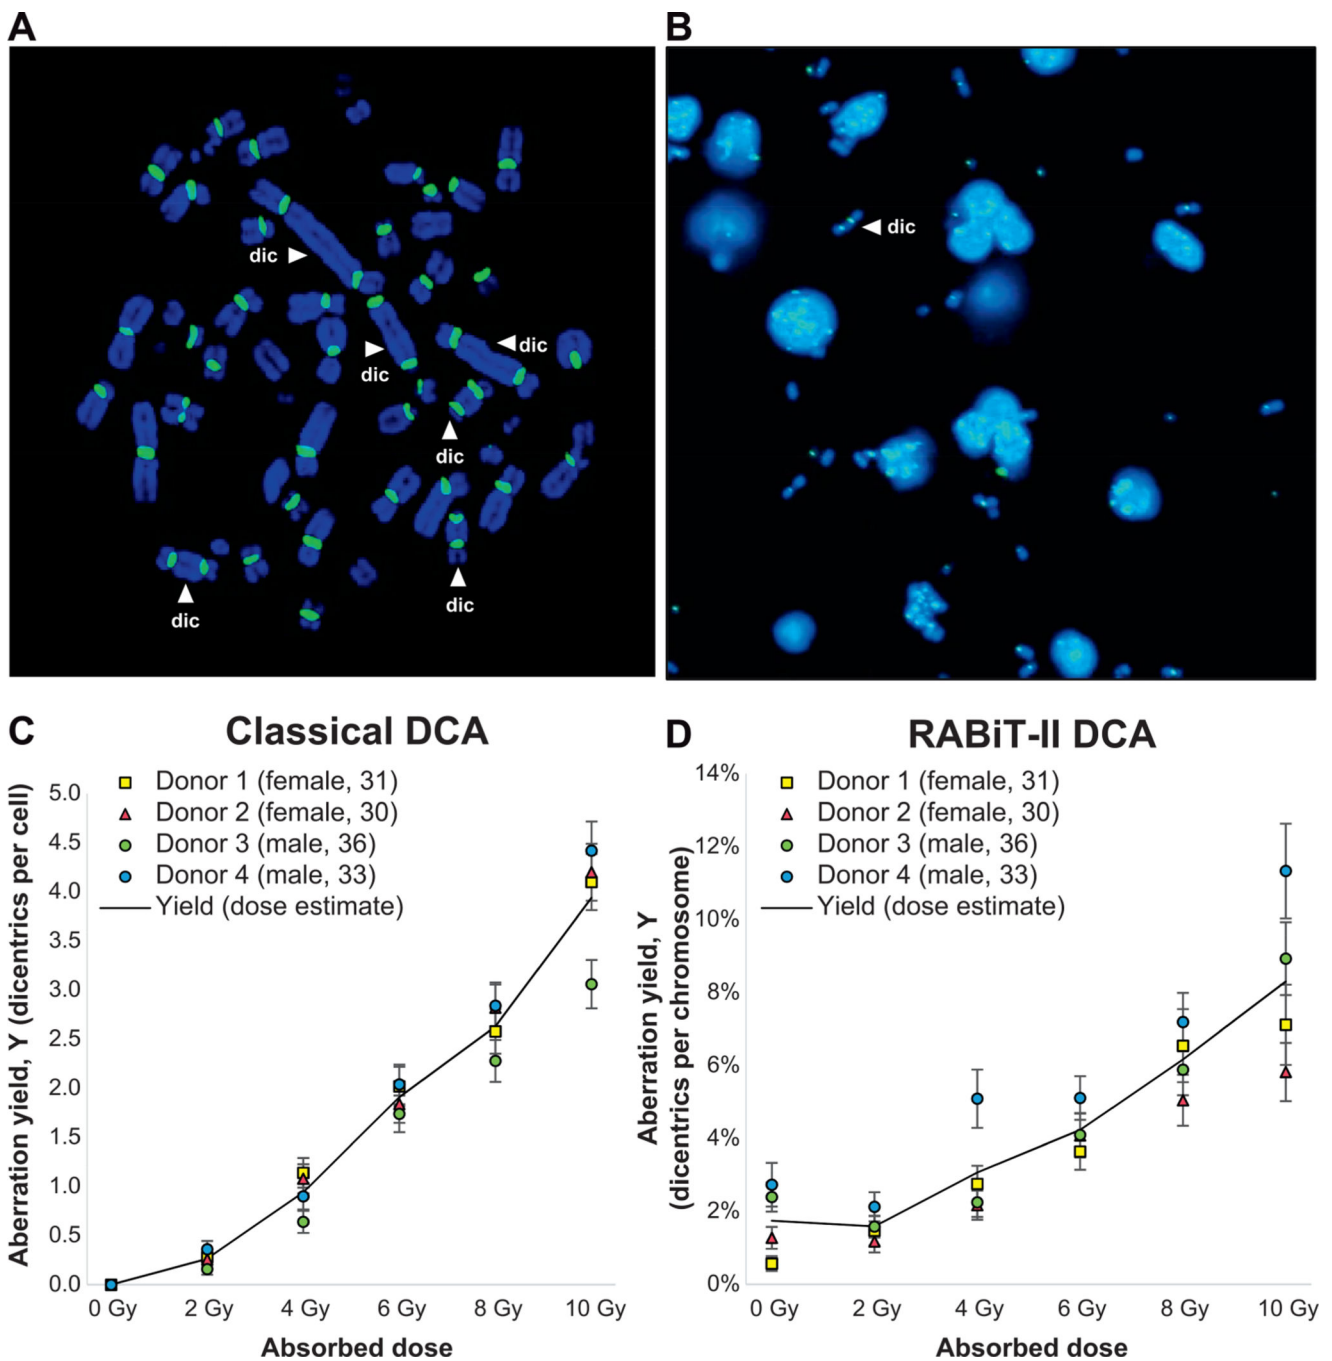 A
B
dic
dic
dic
dic
dic
dic
dic
C
Classical DCA
Donor 1 (female, 31)
Donor 2 (female, 30)
Donor 3 (male, 36)
Donor 4 (male, 33)
Yield (dose estimate)
Aberration yield, Y (dicentrics per cell)
5.0
4.5
4.0
3.5
3.0
2.5
2.0
1.5
1.0
0.5
0.0
0 Gy 2 Gy 4 Gy 6 Gy 8 Gy 10 Gy
Absorbed dose
D
RABiT-II DCA
Donor 1 (female, 31)
Donor 2 (female, 30)
Donor 3 (male, 36)
Donor 4 (male, 33)
Yield (dose estimate)
Aberration yield, Y
(dicentrics per chromosome)
14%
12%
10%
8%
6%
4%
2%
0%
0 Gy 2 Gy 4 Gy 6 Gy 8 Gy 10 Gy
Absorbed dose